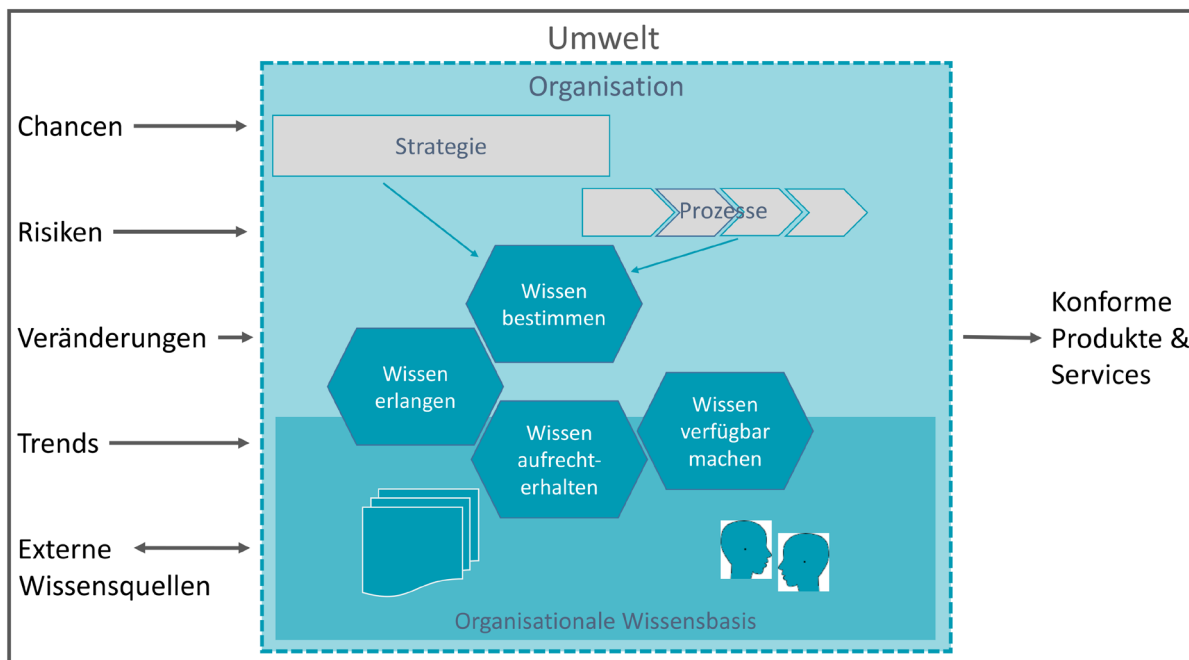 Umwelt
Organisation
Chancen
Strategie
Risiken
Prozesse
Wissen
bestimmen
Veränderungen
Konforme
Produkte &
Services
Wissen
erlangen
Wissen
verfügbar
machen
Trends
Wissen
aufrecht-
erhalten
Externe
Wissensquellen
Organisationale Wissensbasis